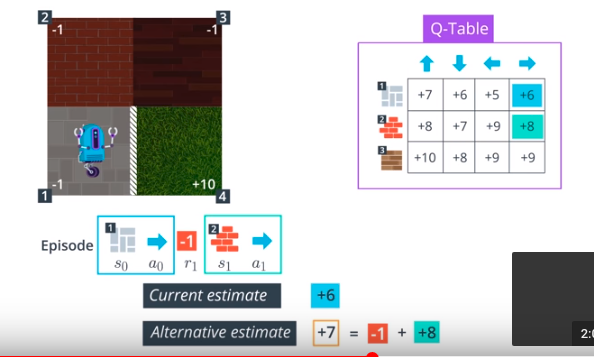 2 3
-1 -1
Q-Table
1 +7 +6 +5 +6
2 +8 +7 +9 +8
3 +10 +8 +9 +9
-1 +10
1 4
Episode 1 -1 2
s0 a0 r1 s1 a1
Current estimate +6
Alternative estimate +7 = -1 + +8